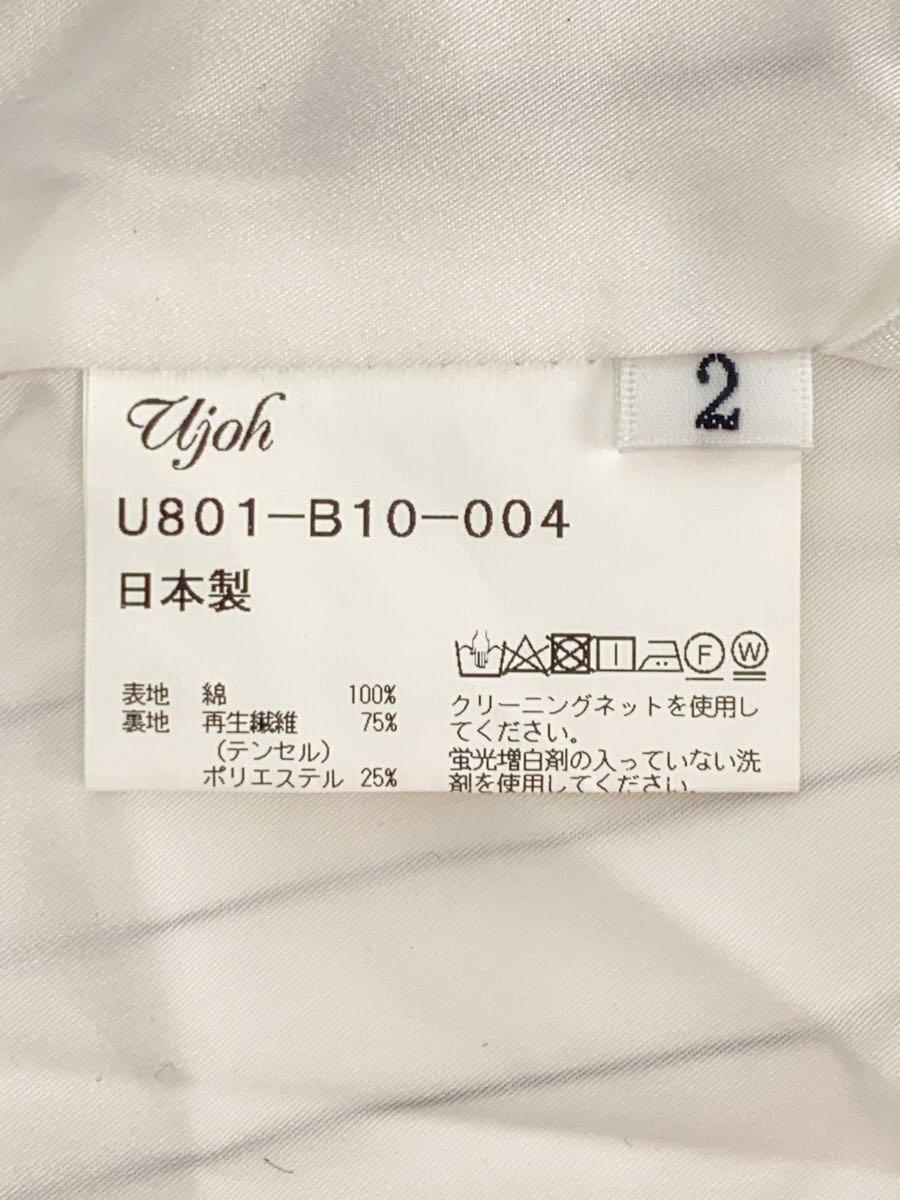 Ujoh
2
U801-B10-004
日本製
表地 綿 100%
裏地 再生繊維 75%
(テンセル)
ポリエステル 25%
F W
クリーニングネットを使用し
てください。
蛍光増白剤の入っていない洗
剤を使用してください。